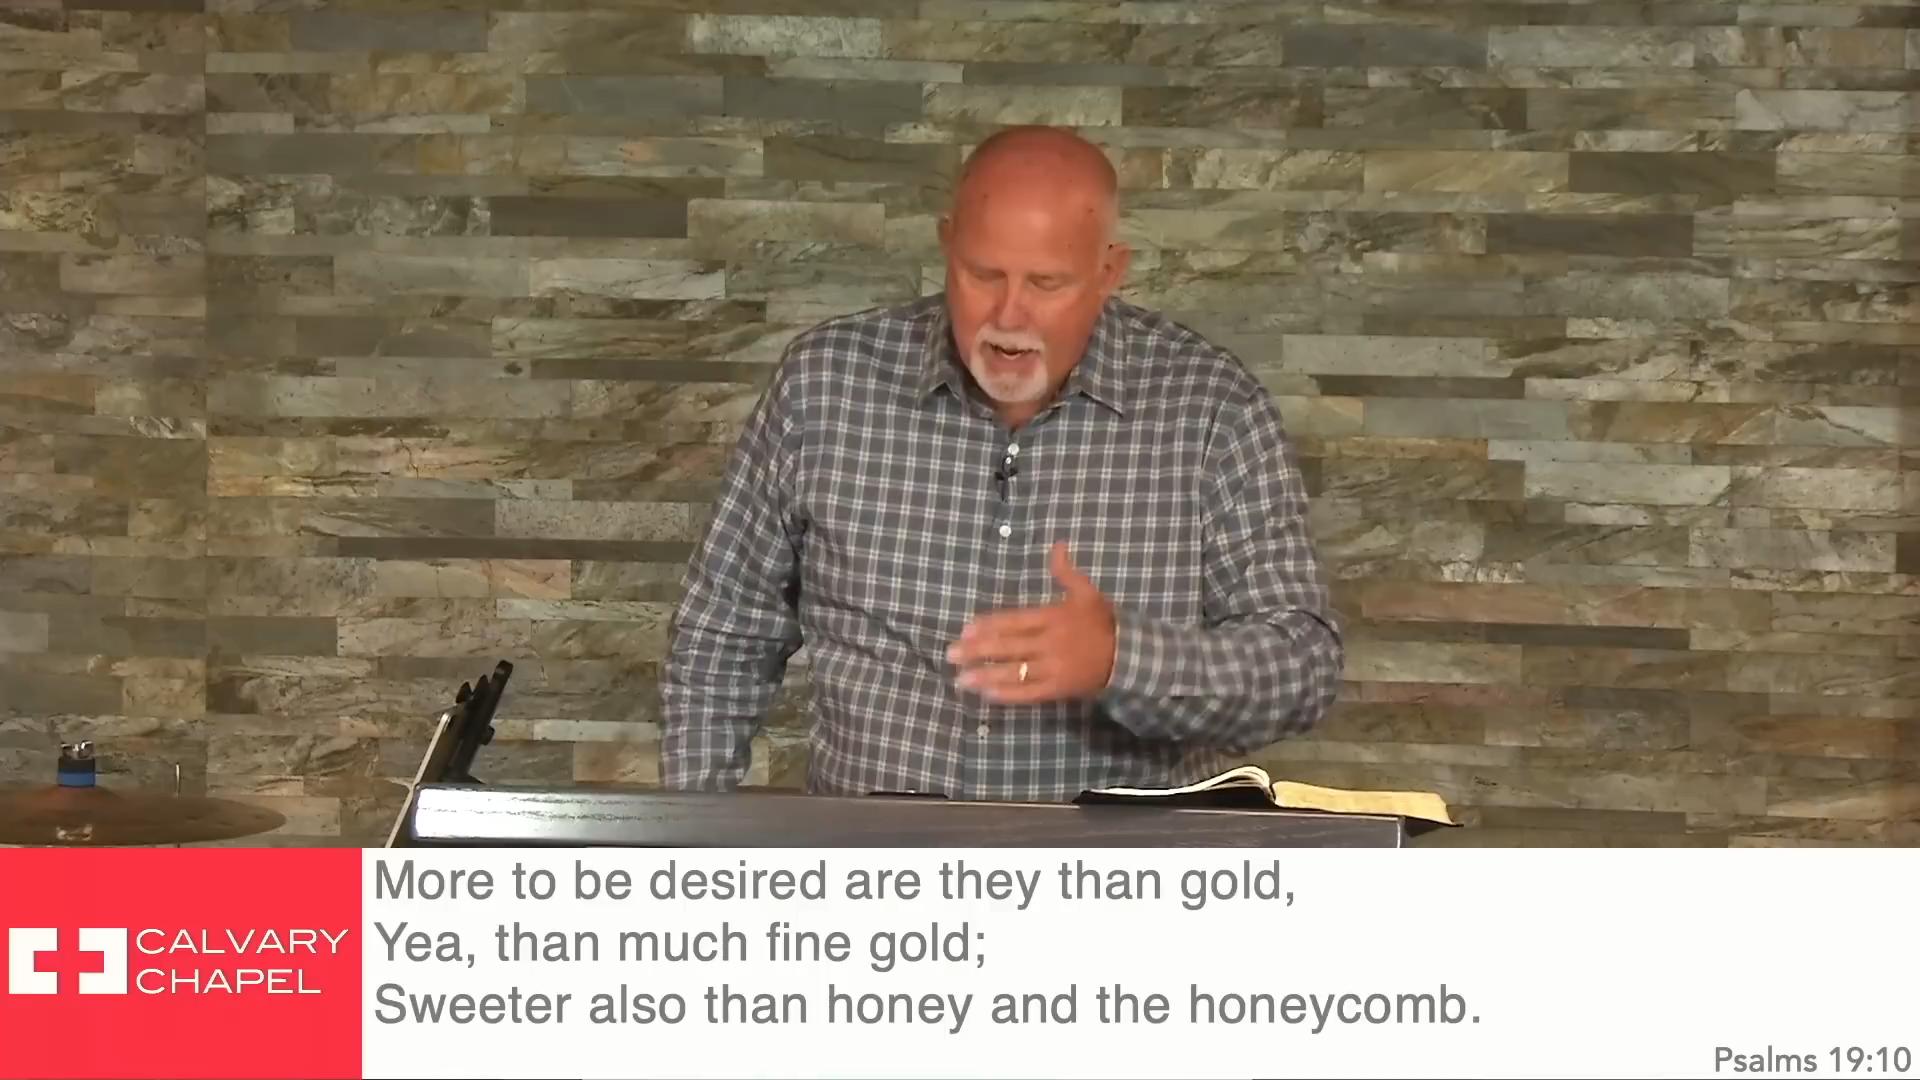 More to be desired are they than gold,
Yea, than much fine gold;
Sweeter also than honey and the honeycomb.
CALVARY
CHAPEL
Psalms 19:10